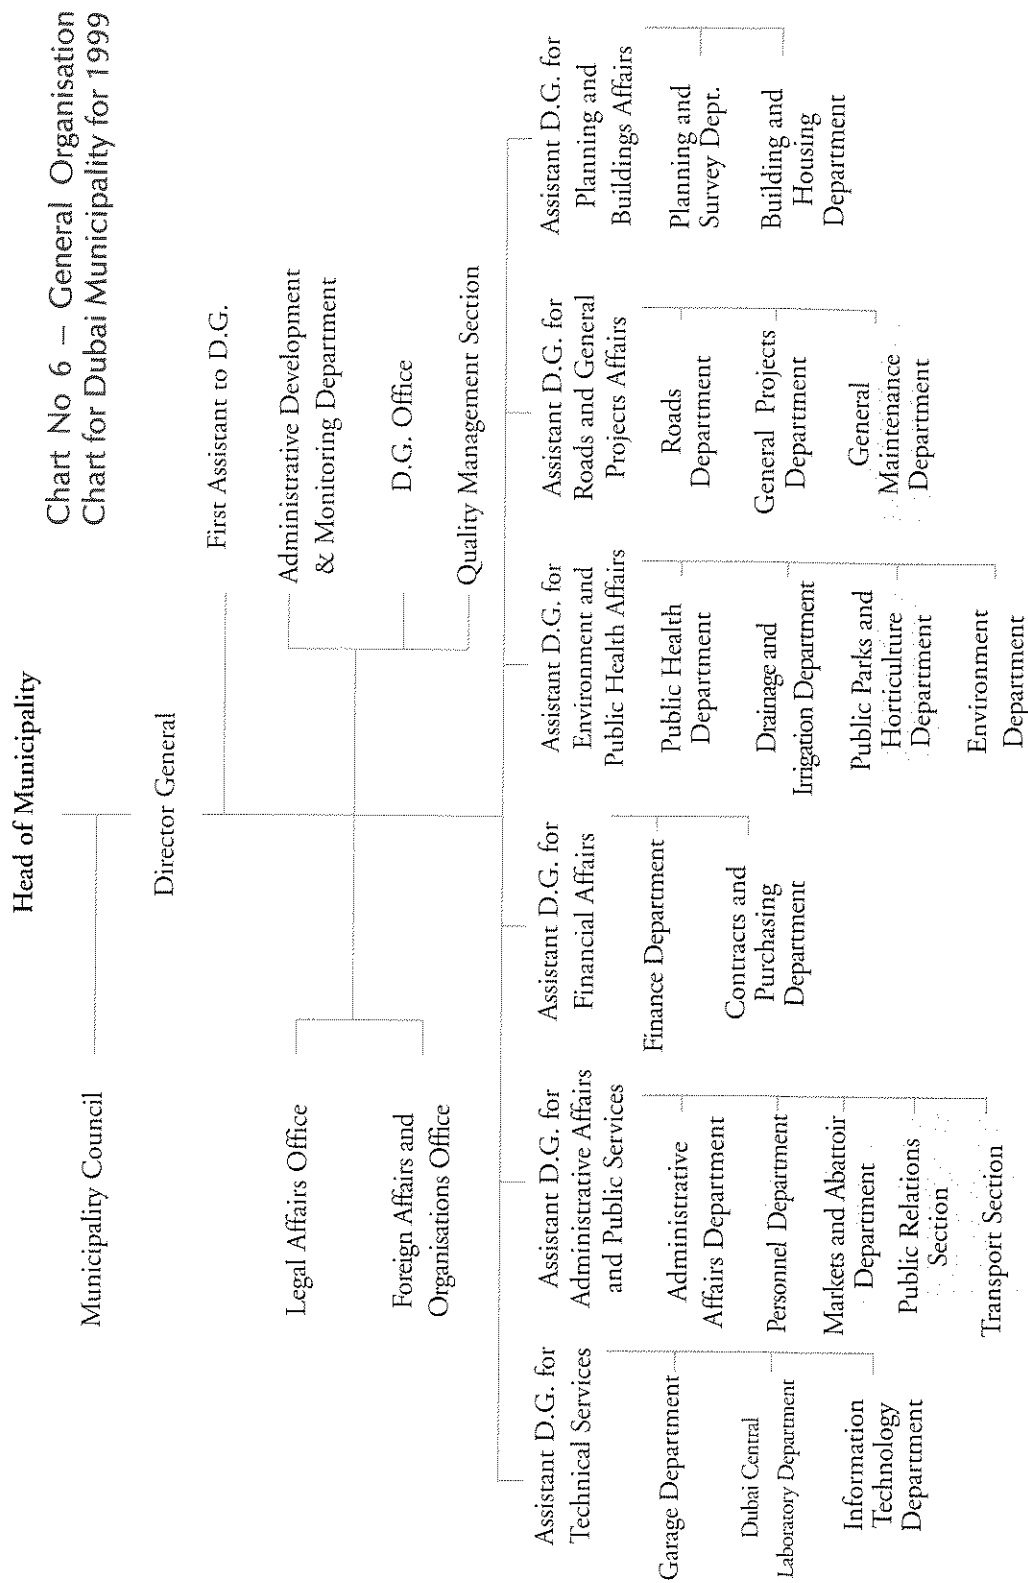 Chart No 6 – General Organisation
Chart for Dubai Municipality for 1999
Head of Municipality
Municipality Council
Director General
First Assistant to D.G.
Legal Affairs Office
Foreign Affairs and
Organisations Office
Administrative Development
& Monitoring Department
D.G. Office
Quality Management Section
Assistant D.G. for
Technical Services
Garage Department
Dubai Central
Laboratory Department
Information
Technology
Department
Assistant D.G. for
Administrative Affairs
and Public Services
Administrative
Affairs Department
Personnel Department
Markets and Abattoir
Department
Public Relations
Section
Transport Section
Assistant D.G. for
Financial Affairs
Finance Department
Contracts and
Purchasing
Department
Assistant D.G. for
Environment and
Public Health Affairs
Public Health
Department
Drainage and
Irrigation Department
Public Parks and
Horticulture
Department
Environment
Department
Assistant D.G. for
Roads and General
Projects Affairs
Roads
Department
General Projects
Department
General
Maintenance
Department
Assistant D.G. for
Planning and
Buildings Affairs
Planning and
Survey Dept.
Building and
Housing
Department